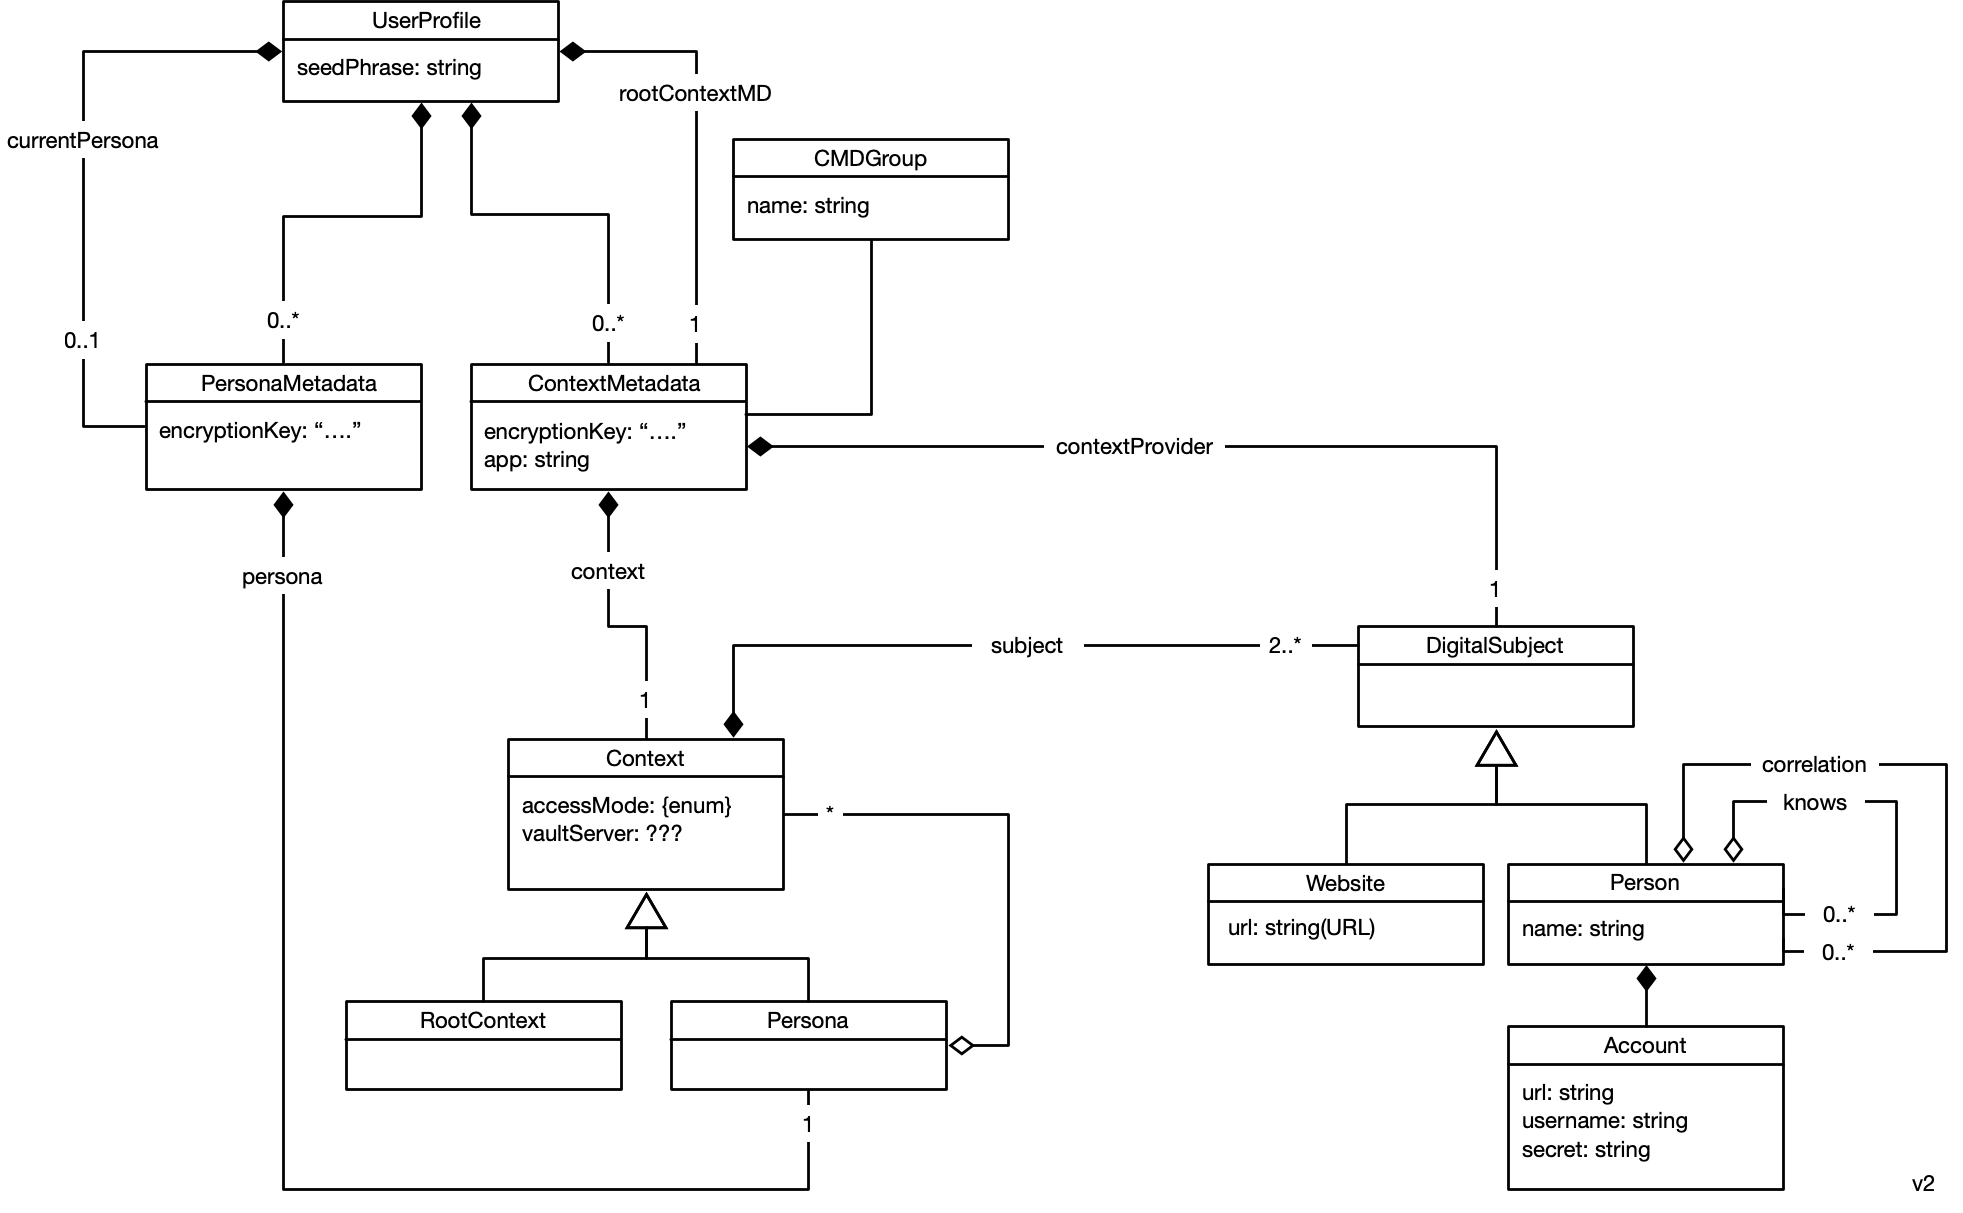 UserProfile
seedPhrase: string
rootContextMD
currentPersona
CMDGroup
name: string
0..*
0..*
1
0..1
PersonaMetadata
encryptionKey: “....”
ContextMetadata
encryptionKey: “....”
app: string
contextProvider
persona
context
1
subject
2..*
DigitalSubject
1
Context
accessMode: {enum}
vaultServer: ???
*
correlation
knows
Website
url: string(URL)
Person
name: string
0..*
0..*
RootContext
Persona
1
Account
url: string
username: string
secret: string
v2